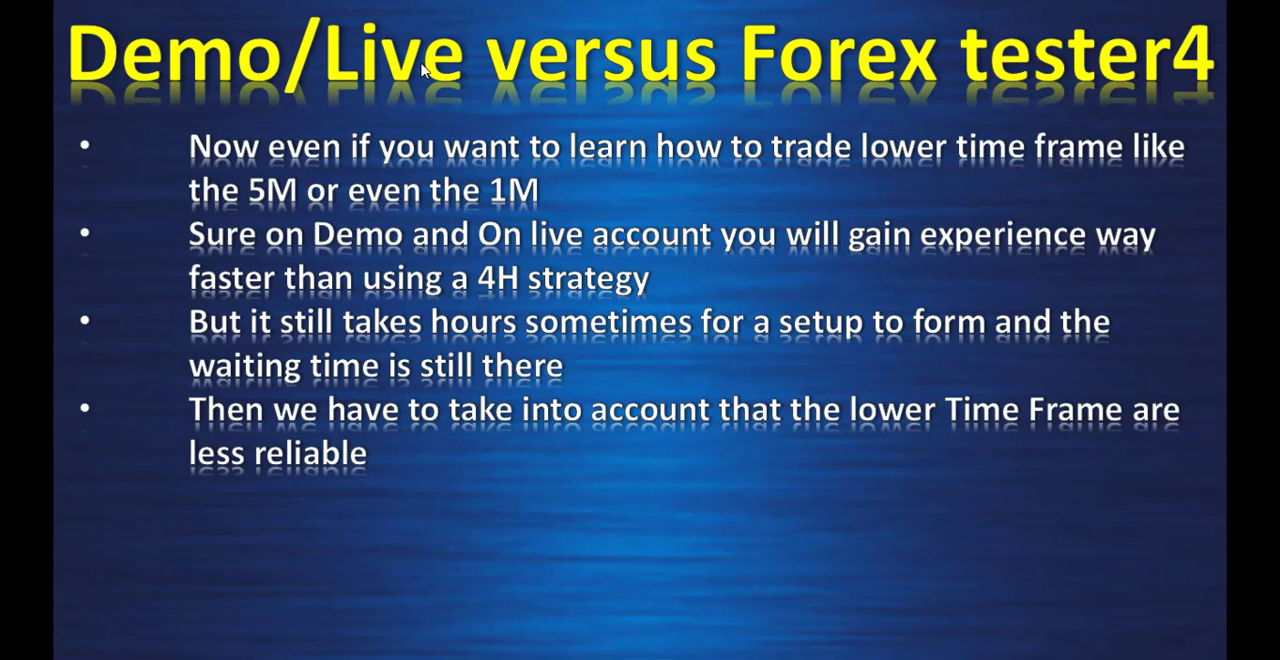 Demo/Live versus Forex tester4
• Now even if you want to learn how to trade lower time frame like
the 5M or even the 1M
• Sure on Demo and On live account you will gain experience way
faster than using a 4H strategy
• But it still takes hours sometimes for a setup to form and the
waiting time is still there
• Then we have to take into account that the lower Time Frame are
less reliable